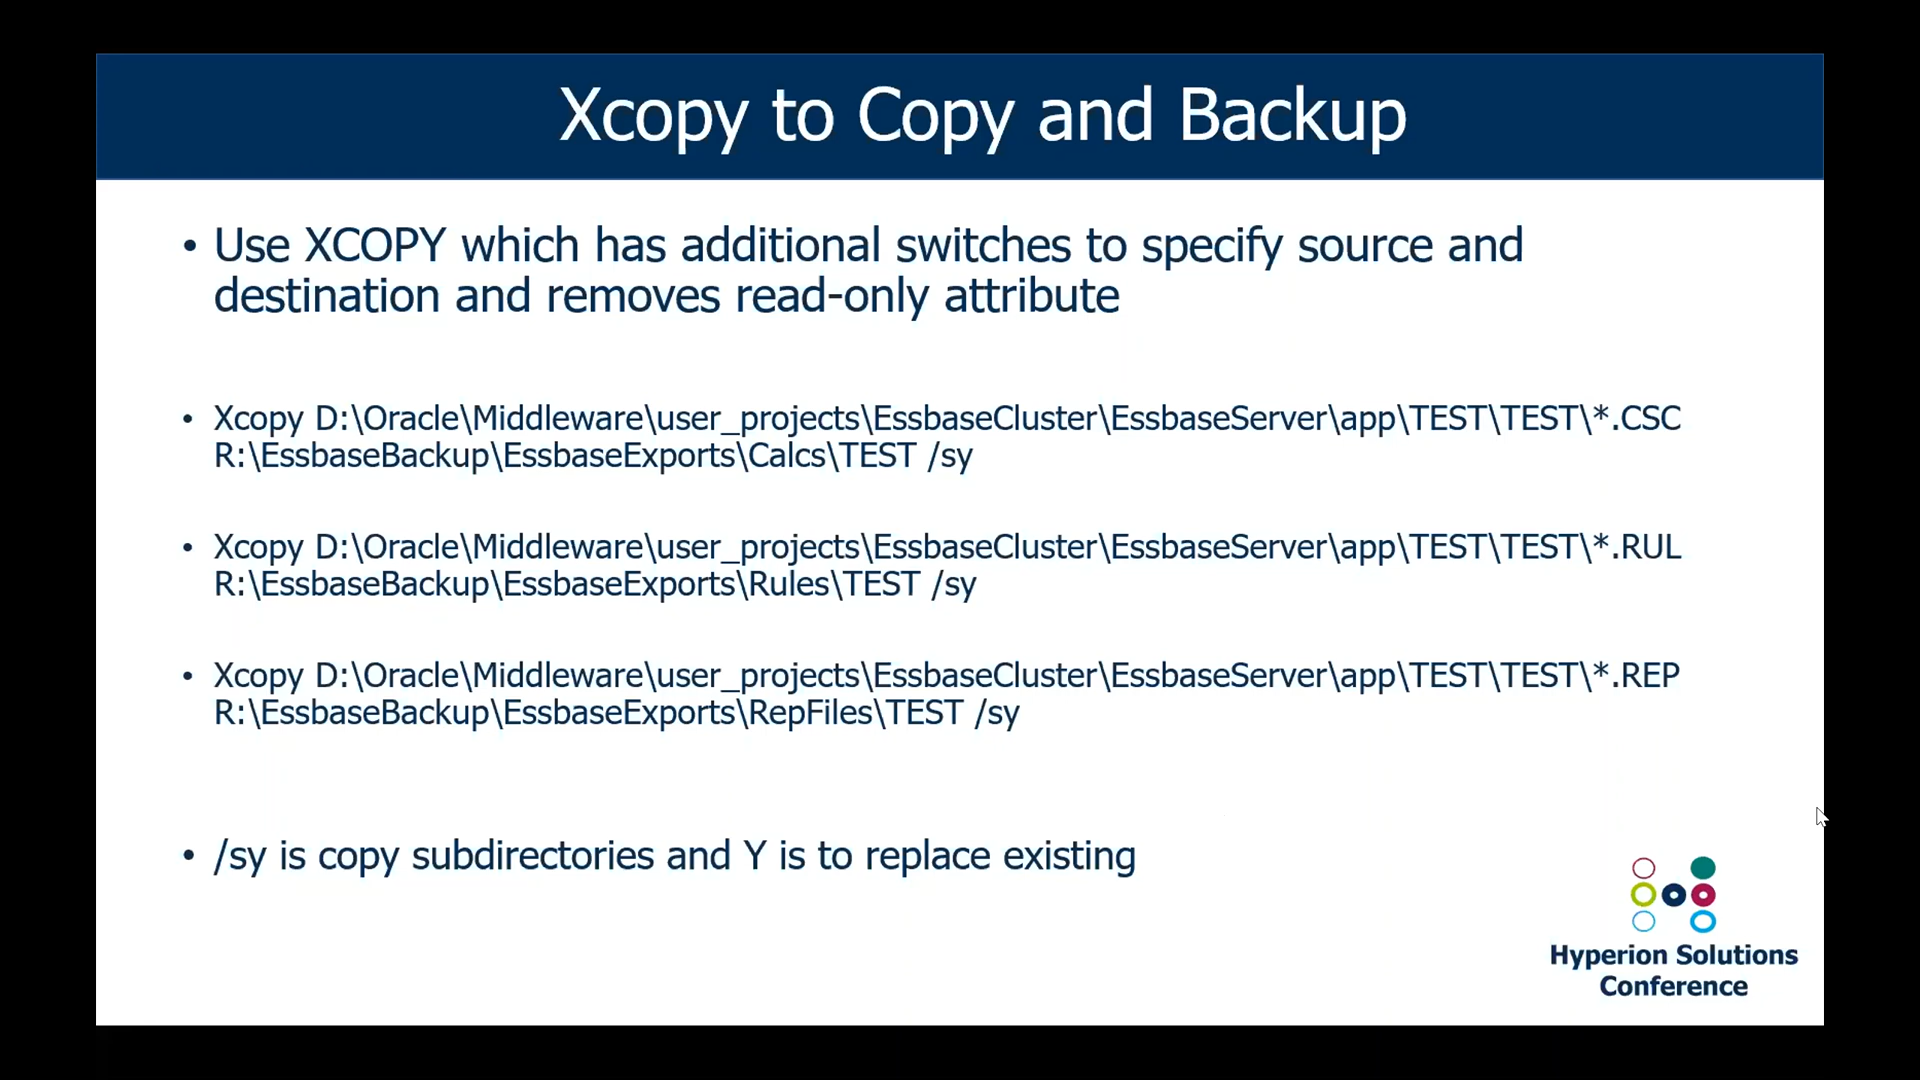 Xcopy to Copy and Backup
• Use XCOPY which has additional switches to specify source and
destination and removes read-only attribute
• Xcopy D:\Oracle\Middleware\user_projects\EssbaseCluster\EssbaseServer\app\TEST\TEST\*.CSC
R:\EssbaseBackup\EssbaseExports\Calcs\TEST /sy
• Xcopy D:\Oracle\Middleware\user_projects\EssbaseCluster\EssbaseServer\app\TEST\TEST\*.RUL
R:\EssbaseBackup\EssbaseExports\Rules\TEST /sy
• Xcopy D:\Oracle\Middleware\user_projects\EssbaseCluster\EssbaseServer\app\TEST\TEST\*.REP
R:\EssbaseBackup\EssbaseExports\RepFiles\TEST /sy
• /sy is copy subdirectories and Y is to replace existing
Hyperion Solutions
Conference